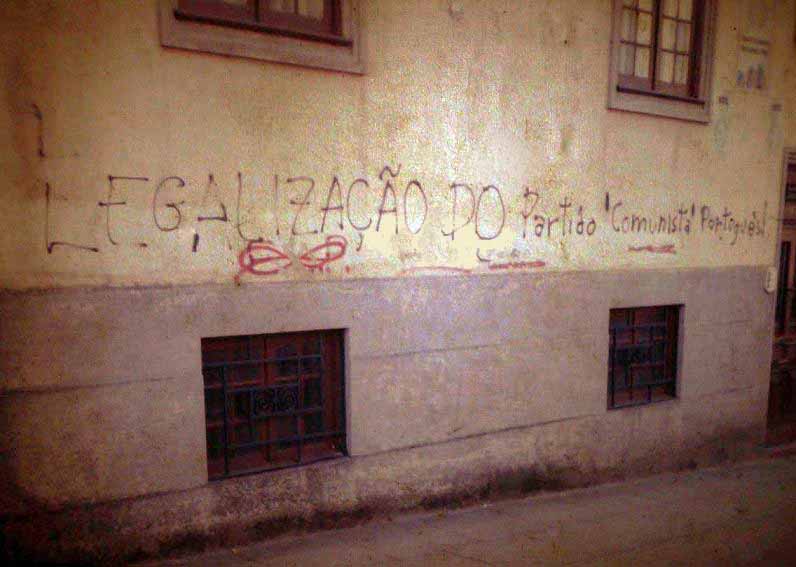 LEGALIZAÇÃO DO Partido "Comunista" Português!